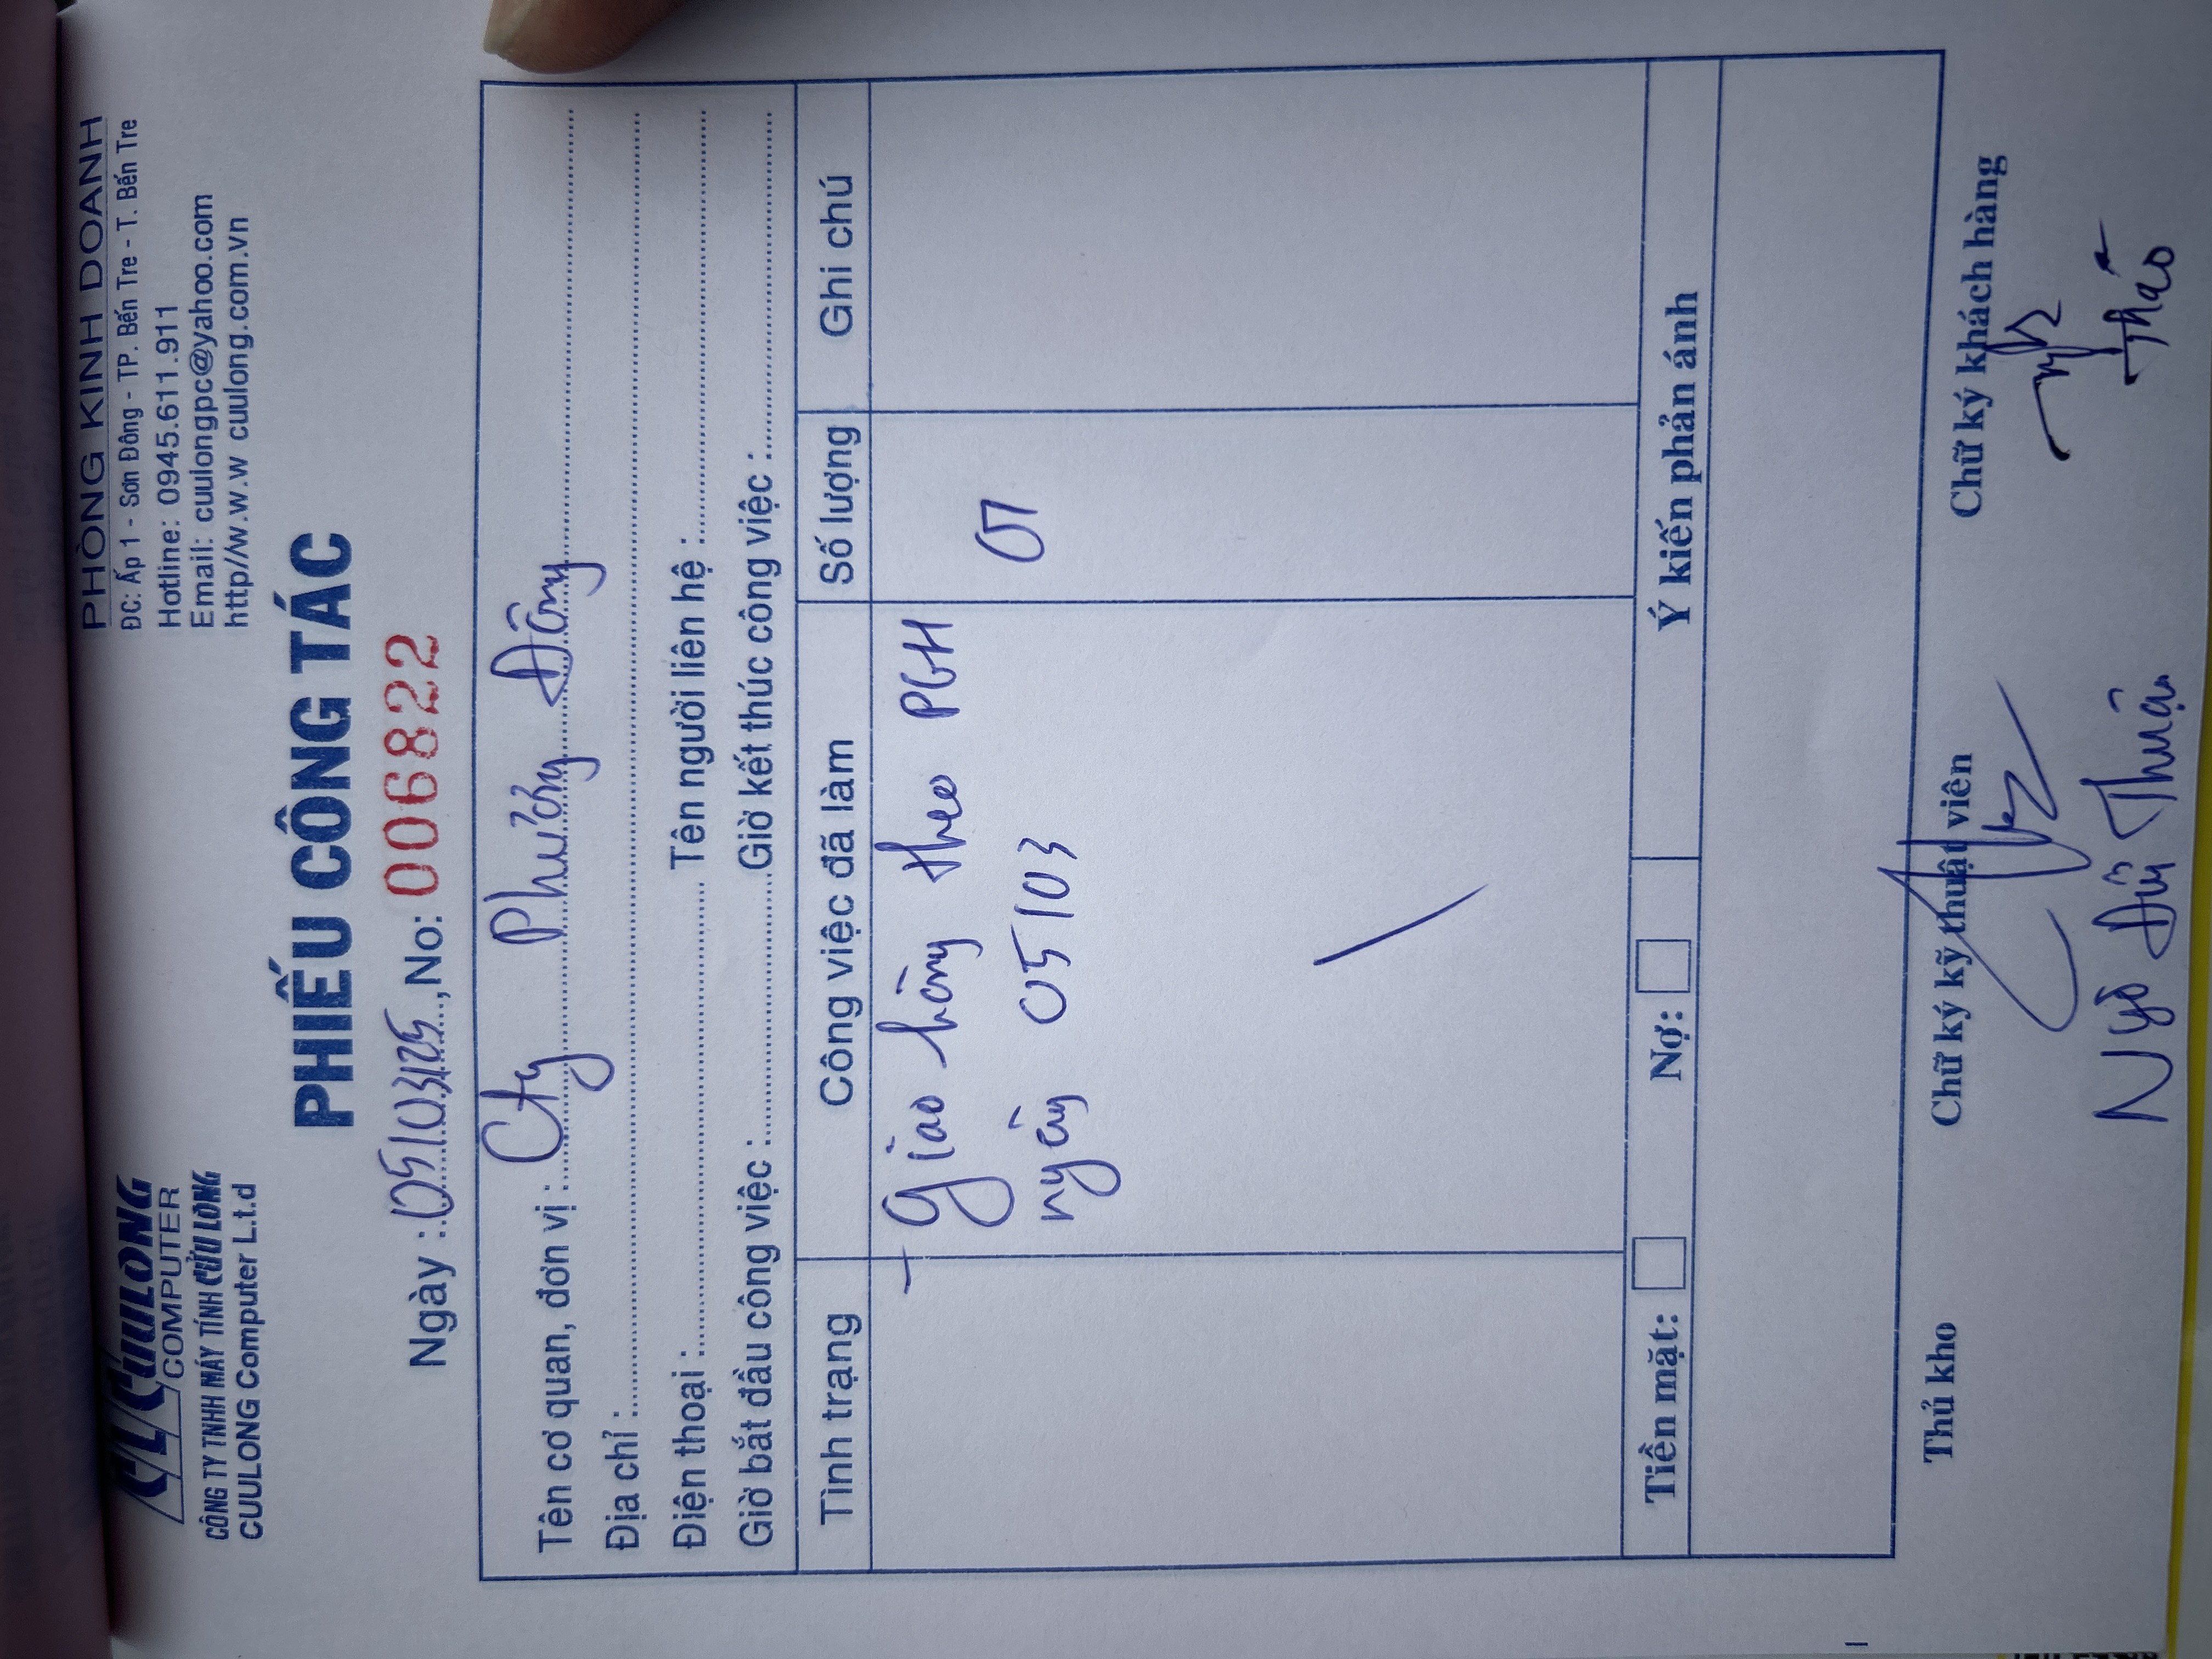 CUULONG
COMPUTER
CÔNG TY TNHH MÁY TÍNH CỬU LONG
CUULONG Computer L.t.d
PHÒNG KINH DOANH
ĐC: Ấp 1 - Sơn Đông - TP. Bến Tre - T. Bến Tre
Hotline: 0945.611.911
Email: cuulongpc@yahoo.com
http//w.w.w cuulong.com.vn
PHIẾU CÔNG TÁC
Ngày : 05/03/25, No: 006822
Tên cơ quan, đơn vị : Cty Phương Đông
Địa chỉ :
Điện thoại : Tên người liên hệ :
Giờ bắt đầu công việc : Giờ kết thúc công việc :
Tình trạng Công việc đã làm Số lượng Ghi chú
- Giao hàng theo PGH 01
ngày 05/03
Tiền mặt: Nợ: Ý kiến phản ánh
Thủ kho Chữ ký kỹ thuật viên Chữ ký khách hàng
Ngô Đức Thuận Thảo